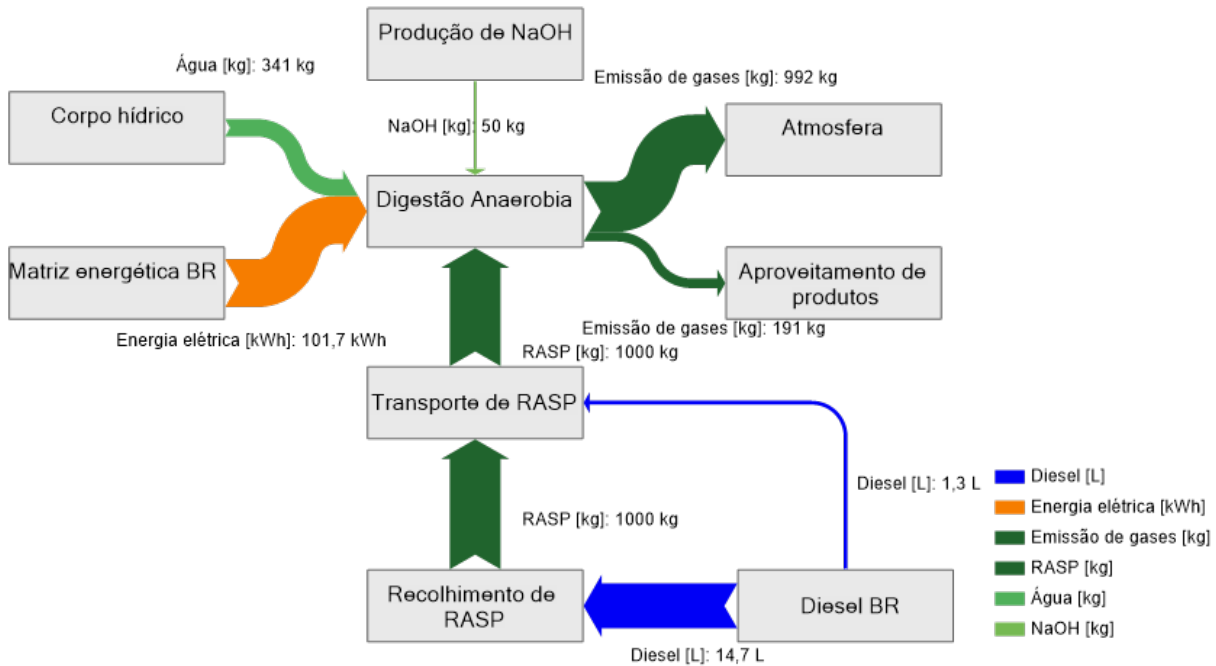 Produção de NaOH
Água [kg]: 341 kg
Emissão de gases [kg]: 992 kg
Corpo hídrico
NaOH [kg]: 50 kg
Atmosfera
Digestão Anaerobia
Matriz energética BR
Aproveitamento de
produtos
Energia elétrica [kWh]: 101,7 kWh
Emissão de gases [kg]: 191 kg
RASP [kg]: 1000 kg
Transporte de RASP
Diesel [L]: 1,3 L
RASP [kg]: 1000 kg
Recolhimento de
RASP
Diesel BR
Diesel [L]: 14,7 L
Diesel [L]
Energia elétrica [kWh]
Emissão de gases [kg]
RASP [kg]
Água [kg]
NaOH [kg]